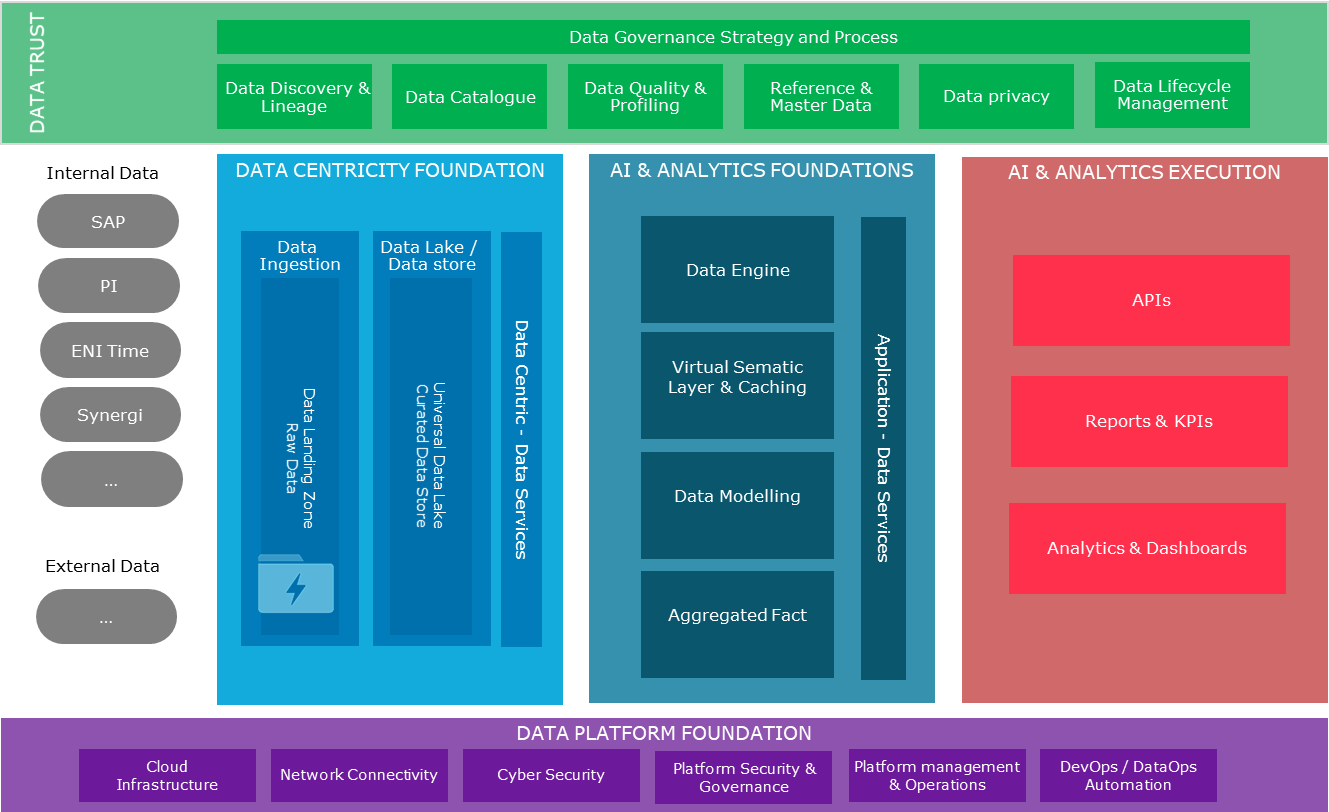 DATA TRUST
Data Governance Strategy and Process
Data Discovery &
Lineage
Data Catalogue
Data Quality &
Profiling
Reference &
Master Data
Data privacy
Data Lifecycle
Management
Internal Data
SAP
PI
ENI Time
Synergi
...
External Data
...
DATA CENTRICITY FOUNDATION
Data
Ingestion
Data Landing Zone
Raw Data
Data Lake /
Data store
Universal Data Lake
Curated Data Store
Data Centric - Data Services
AI & ANALYTICS FOUNDATIONS
Data Engine
Virtual Sematic
Layer & Caching
Data Modelling
Aggregated Fact
Application - Data Services
AI & ANALYTICS EXECUTION
APIs
Reports & KPIs
Analytics & Dashboards
DATA PLATFORM FOUNDATION
Cloud
Infrastructure
Network Connectivity
Cyber Security
Platform Security &
Governance
Platform management
& Operations
DevOps / DataOps
Automation